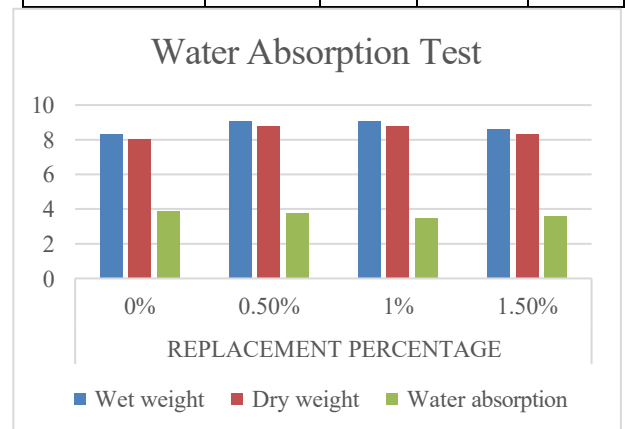 Water Absorption Test
10
8
6
4
2
0
0% 0.50% 1% 1.50%
REPLACEMENT PERCENTAGE
Wet weight Dry weight Water absorption